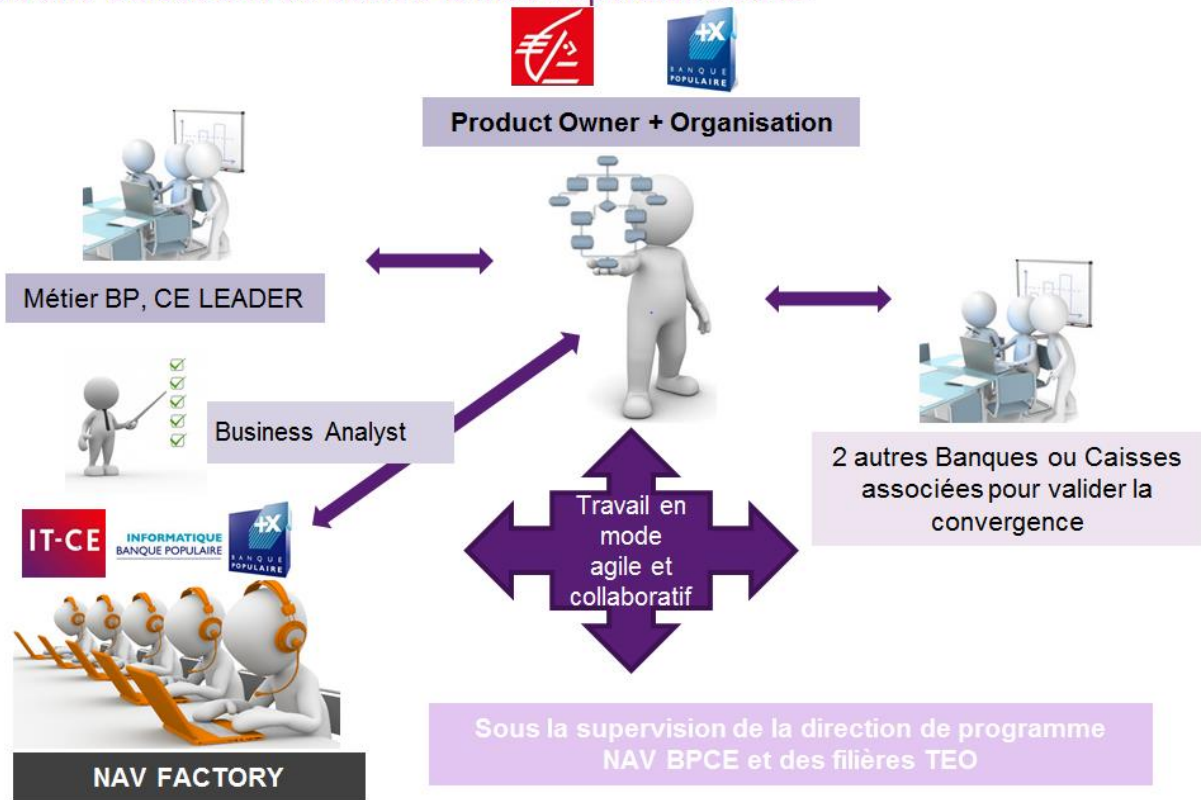 +X
BANQUE
POPULAIRE
Product Owner + Organisation
Métier BP, CE LEADER
Business Analyst
2 autres Banques ou Caisses
associées pour valider la
convergence
Travail en
mode
agile et
collaboratif
IT-CE
INFORMATIQUE
BANQUE POPULAIRE
+X
BANQUE
POPULAIRE
NAV FACTORY
Sous la supervision de la direction de programme
NAV BPCE et des filières TEO